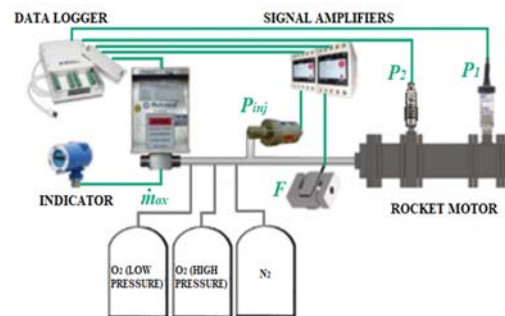 DATA LOGGER
SIGNAL AMPLIFIERS
P2
P1
Pinj
INDICATOR
ṁox
F
ROCKET MOTOR
O2 (LOW
PRESSURE)
O2 (HIGH
PRESSURE)
N2